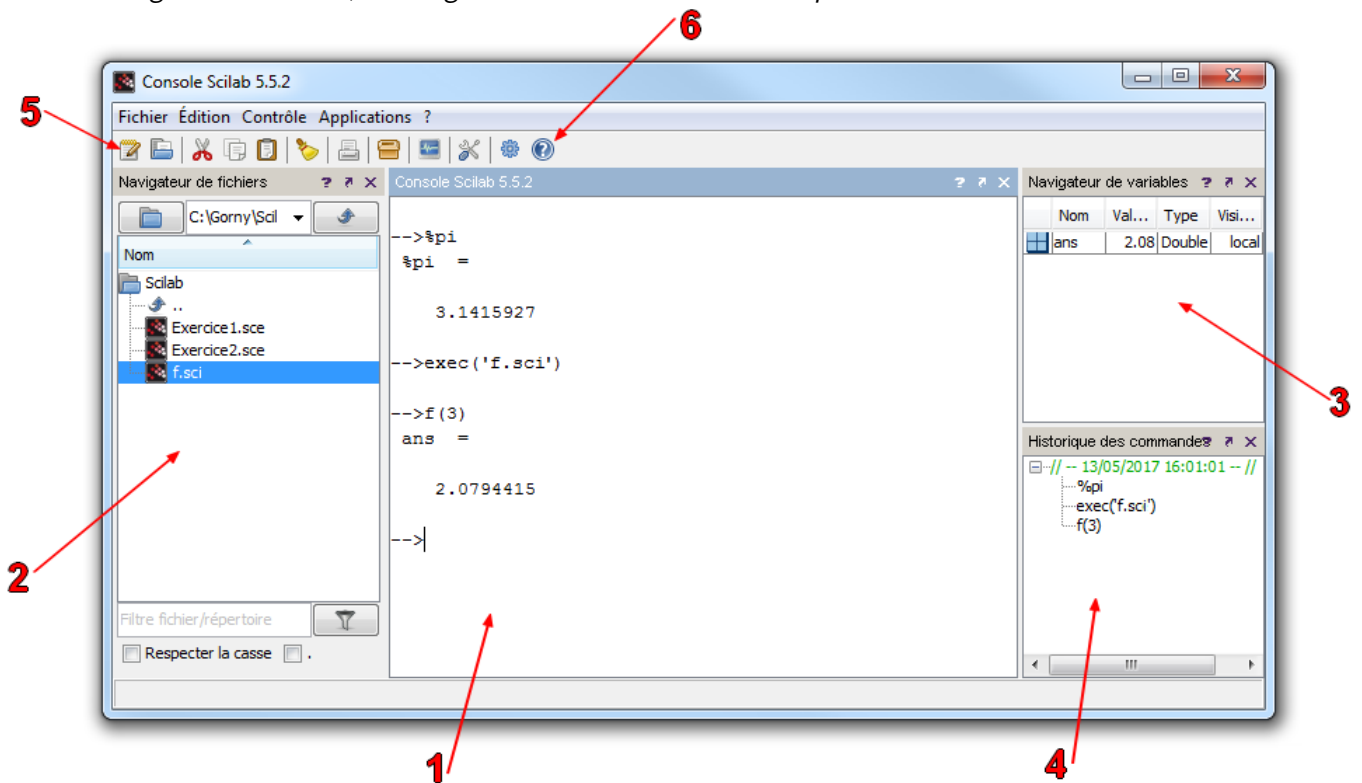 6
Console Scilab 5.5.2
5
Fichier Édition Contrôle Applications ?
Navigateur de fichiers ?
Console Scilab 5.5.2 ?
Navigateur de variables ?
C:\Gorny\Scil
Nom Val... Type Visi...
ans 2.08 Double local
Nom
Scilab
..
Exercice1.sce
Exercice2.sce
f.sci
-->%pi
%pi =
3.1415927
-->exec('f.sci')
-->f(3)
ans =
2.0794415
-->
3
Historique des commandes ?
// -- 13/05/2017 16:01:01 -- //
%pi
exec('f.sci')
f(3)
2
Filtre fichier/répertoire
Respecter la casse .
1
4